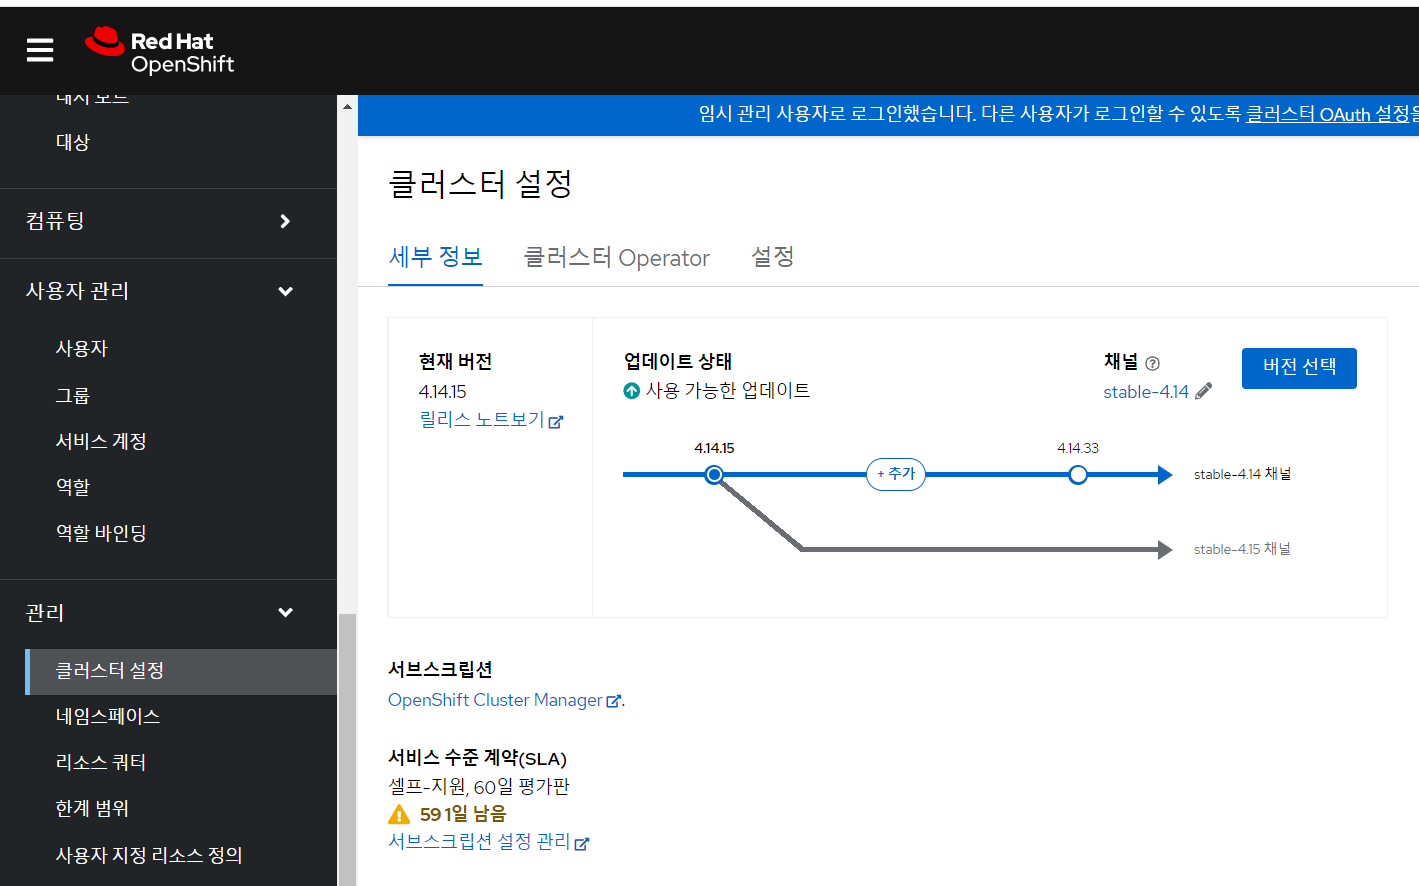 Red Hat
OpenShift
대시 보드
대상
컴퓨팅
사용자 관리
사용자
그룹
서비스 계정
역할
역할 바인딩
관리
클러스터 설정
네임스페이스
리소스 쿼터
한계 범위
사용자 지정 리소스 정의
임시 관리 사용자로 로그인했습니다. 다른 사용자가 로그인할 수 있도록 클러스터 OAuth 설정을
클러스터 설정
세부 정보 클러스터 Operator 설정
현재 버전
4.14.15
릴리스 노트보기
업데이트 상태
사용 가능한 업데이트
채널
stable-4.14
버전 선택
4.14.15
4.14.33
+ 추가
stable-4.14 채널
stable-4.15 채널
서브스크립션
OpenShift Cluster Manager.
서비스 수준 계약(SLA)
셀프-지원, 60일 평가판
59 1일 남음
서브스크립션 설정 관리